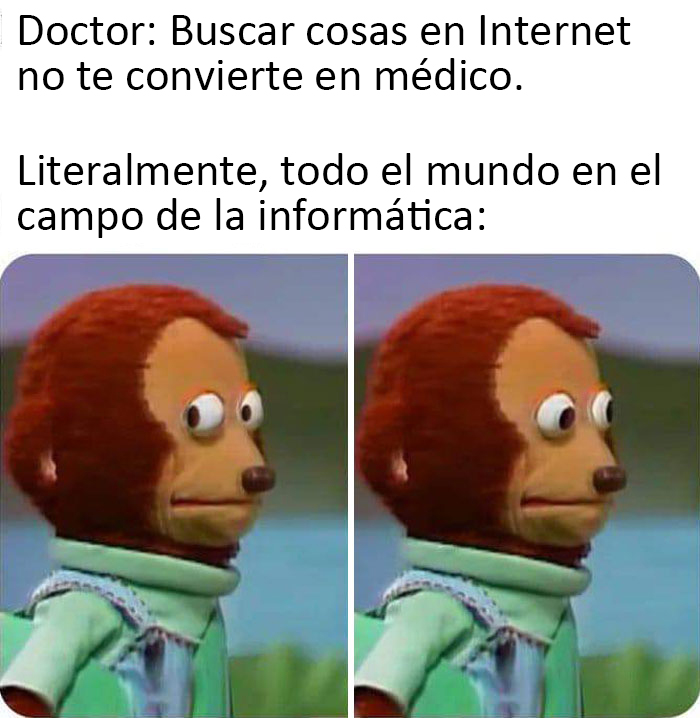 Doctor: Buscar cosas en Internet
no te convierte en médico.
Literalmente, todo el mundo en el
campo de la informática: